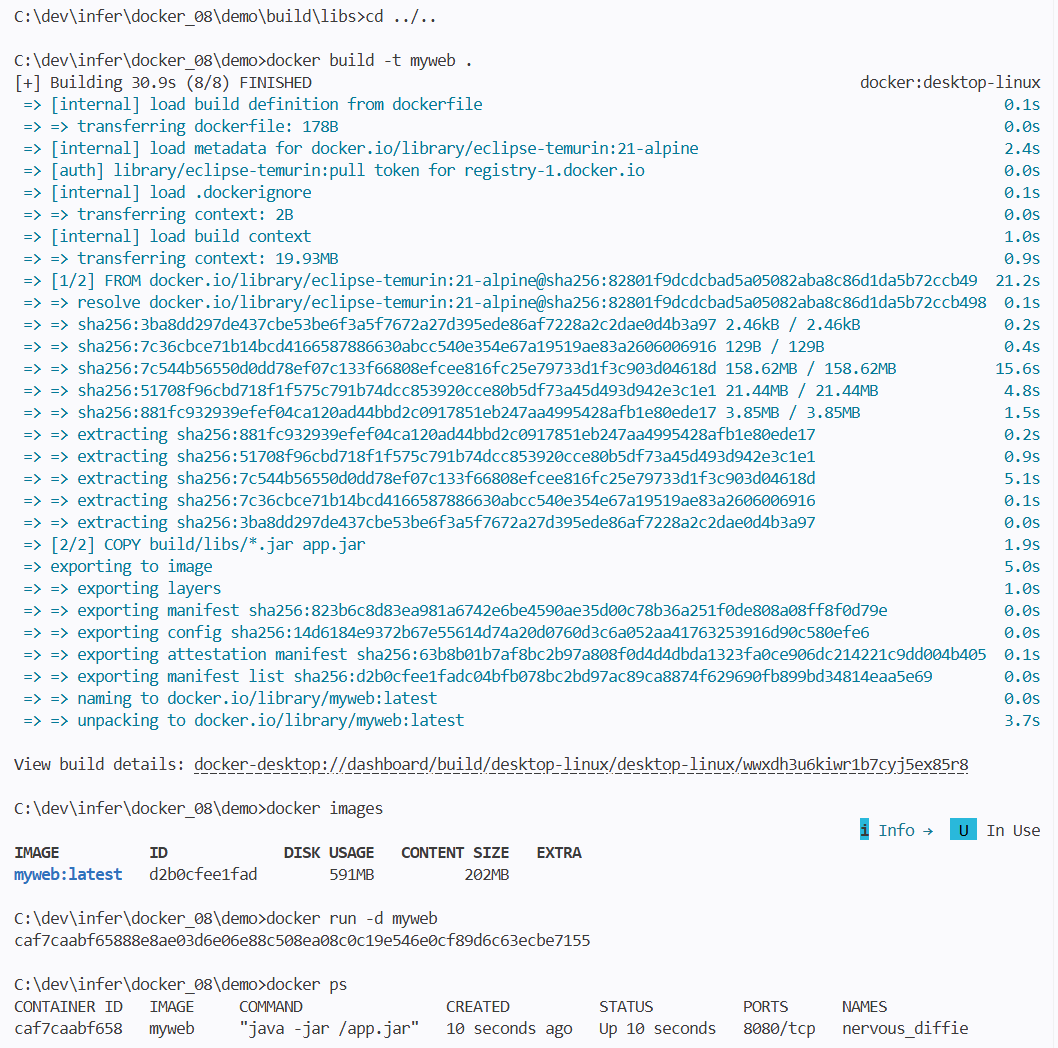 C:\dev\infer\docker_08\demo\build\libs>cd ../..
C:\dev\infer\docker_08\demo>docker build -t myweb .
[+] Building 30.9s (8/8) FINISHED docker:desktop-linux
=> [internal] load build definition from dockerfile 0.1s
=> => transferring dockerfile: 178B 0.0s
=> [internal] load metadata for docker.io/library/eclipse-temurin:21-alpine 2.4s
=> [auth] library/eclipse-temurin:pull token for registry-1.docker.io 0.0s
=> [internal] load .dockerignore 0.1s
=> => transferring context: 2B 0.0s
=> [internal] load build context 1.0s
=> => transferring context: 19.93MB 0.9s
=> [1/2] FROM docker.io/library/eclipse-temurin:21-alpine@sha256:82801f9dcdcbad5a05082aba8c86d1da5b72ccb49 21.2s
=> => resolve docker.io/library/eclipse-temurin:21-alpine@sha256:82801f9dcdcbad5a05082aba8c86d1da5b72ccb498 0.1s
=> => sha256:3ba8dd297de437cbe53be6f3a5f7672a27d395ede86af7228a2c2dae0d4b3a97 2.46kB / 2.46kB 0.2s
=> => sha256:7c36cbce71b14bcd4166587886630abcc540e354e67a19519ae83a2606006916 129B / 129B 0.4s
=> => sha256:7c544b56550d0dd78ef07c133f66808efcee816fc25e79733d1f3c903d04618d 158.62MB / 158.62MB 15.6s
=> => sha256:51708f96cbd718f1f575c791b74dcc853920cce80b5df73a45d493d942e3c1e1 21.44MB / 21.44MB 4.8s
=> => sha256:881fc932939efef04ca120ad44bbd2c0917851eb247aa4995428afb1e80ede17 3.85MB / 3.85MB 1.5s
=> => extracting sha256:881fc932939efef04ca120ad44bbd2c0917851eb247aa4995428afb1e80ede17 0.2s
=> => extracting sha256:51708f96cbd718f1f575c791b74dcc853920cce80b5df73a45d493d942e3c1e1 0.9s
=> => extracting sha256:7c544b56550d0dd78ef07c133f66808efcee816fc25e79733d1f3c903d04618d 5.1s
=> => extracting sha256:7c36cbce71b14bcd4166587886630abcc540e354e67a19519ae83a2606006916 0.1s
=> => extracting sha256:3ba8dd297de437cbe53be6f3a5f7672a27d395ede86af7228a2c2dae0d4b3a97 0.0s
=> [2/2] COPY build/libs/*.jar app.jar 1.9s
=> exporting to image 5.0s
=> => exporting layers 1.0s
=> => exporting manifest sha256:823b6c8d83ea981a6742e6be4590ae35d00c78b36a251f0de808a08ff8f0d79e 0.0s
=> => exporting config sha256:14d6184e9372b67e55614d74a20d0760d3c6a052aa41763253916d90c580efe6 0.0s
=> => exporting attestation manifest sha256:63b8b01b7af8bc2b97a808f0d4d4dbda1323fa0ce906dc214221c9dd004b405 0.1s
=> => exporting manifest list sha256:d2b0cfee1fadc04bfb078bc2bd97ac89ca8874f629690fb899bd34814eaa5e69 0.0s
=> => naming to docker.io/library/myweb:latest 0.0s
=> => unpacking to docker.io/library/myweb:latest 3.7s
View build details: docker-desktop://dashboard/build/desktop-linux/desktop-linux/wwxdh3u6kiwr1b7cyj5ex85r8
C:\dev\infer\docker_08\demo>docker images
i Info → U In Use
IMAGE ID DISK USAGE CONTENT SIZE EXTRA
myweb:latest d2b0cfee1fad 591MB 202MB
C:\dev\infer\docker_08\demo>docker run -d myweb
caf7caabf65888e8ae03d6e06e88c508ea08c0c19e546e0cf89d6c63ecbe7155
C:\dev\infer\docker_08\demo>docker ps
CONTAINER ID IMAGE COMMAND CREATED STATUS PORTS NAMES
caf7caabf658 myweb "java -jar /app.jar" 10 seconds ago Up 10 seconds 8080/tcp nervous_diffie